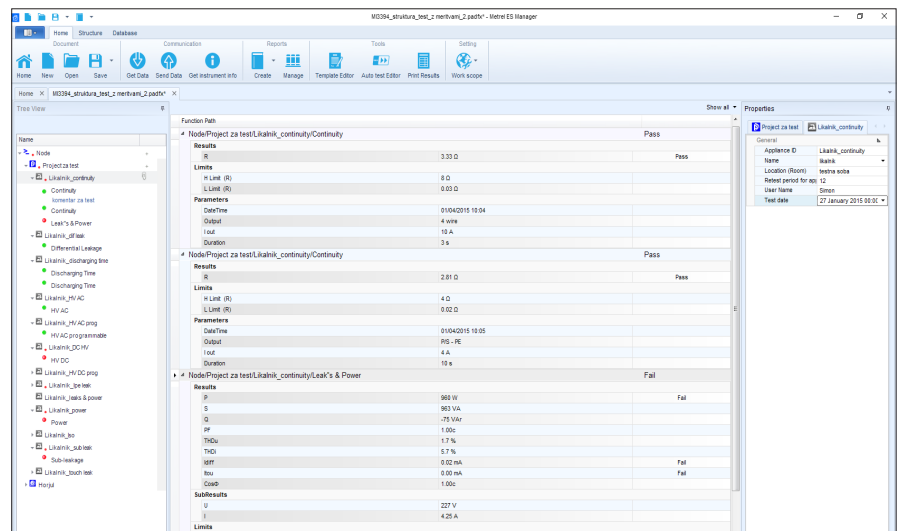 MI3394_struktura_test_z meritvami_2.padfx* - Metrel ES Manager
Home Structure Database
Document Communication Reports Tools Setting
Home New Open Save Get Data Send Data Get instrument info Create Manage Template Editor Auto test Editor Print Results Work scope
Home × MI3394_struktura_test_z meritvami_2.padfx* ×
Tree View
Name
Node
Project za test
Likalnik_continuity
Continuity
komentar za test
Continuity
Leak"s & Power
Likalnik_dif leak
Differential Leakage
Likalnik_discharging time
Discharging Time
Discharging Time
Likalnik_HV AC
HV AC
Likalnik_HV AC prog
HV AC programmable
Likalnik_DC HV
HV DC
Likalnik_HV DC prog
Likalnik_Ipe leak
Likalnik_leaks & power
Likalnik_power
Power
Likalnik_Iso
Likalnik_sub leak
Sub-leakage
Likalnik_touch leak
Horjul
Show all
Function Path
Node/Project za test/Likalnik_continuity/Continuity Pass
Results
R 3.33 Ω Pass
Limits
H Limit (R) 8 Ω
L Limit (R) 0.03 Ω
Parameters
DateTime 01/04/2015 10:04
Output 4 wire
I out 10 A
Duration 3 s
Node/Project za test/Likalnik_continuity/Continuity Pass
Results
R 2.81 Ω Pass
Limits
H Limit (R) 4 Ω
L Limit (R) 0.02 Ω
Parameters
DateTime 01/04/2015 10:05
Output P/S - PE
I out 4 A
Duration 10 s
Node/Project za test/Likalnik_continuity/Leak"s & Power Fail
Results
P 960 W Fail
S 963 VA
Q -75 VAr
PF 1.00c
THDu 1.7 %
THDi 5.7 %
Idiff 0.02 mA Fail
Itou 0.00 mA Fail
CosΦ 1.00c
SubResults
U 227 V
I 4.25 A
Limits
Properties
Project za test Likalnik_continuity
General
Appliance ID Likalnik_continuity
Name likalnik
Location (Room) testna soba
Retest period for app 12
User Name Simon
Test date 27 January 2015 00:00